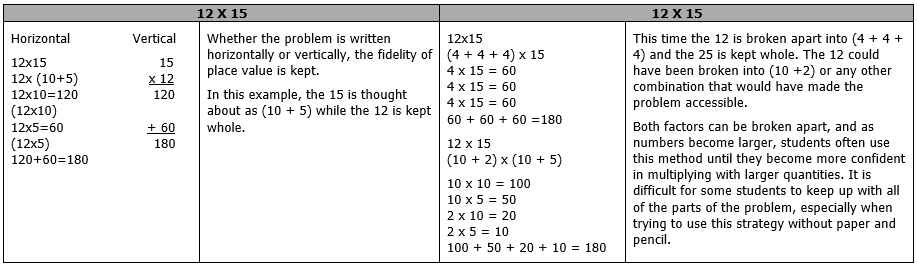 12 X 15
Horizontal
12x15
12x (10+5)
12x10=120
(12x10)
12x5=60
(12x5)
120+60=180
Vertical
15
x 12
120
+ 60
180
Whether the problem is written
horizontally or vertically, the fidelity of
place value is kept.
In this example, the 15 is thought
about as (10 + 5) while the 12 is kept
whole.
12 X 15
12x15
(4 + 4 + 4) x 15
4 x 15 = 60
4 x 15 = 60
4 x 15 = 60
60 + 60 + 60 =180
12 x 15
(10 + 2) x (10 + 5)
10 x 10 = 100
10 x 5 = 50
2 x 10 = 20
2 x 5 = 10
100 + 50 + 20 + 10 = 180
This time the 12 is broken apart into (4 + 4 +
4) and the 25 is kept whole. The 12 could
have been broken into (10 +2) or any other
combination that would have made the
problem accessible.
Both factors can be broken apart, and as
numbers become larger, students often use
this method until they become more confident
in multiplying with larger quantities. It is
difficult for some students to keep up with all
of the parts of the problem, especially when
trying to use this strategy without paper and
pencil.